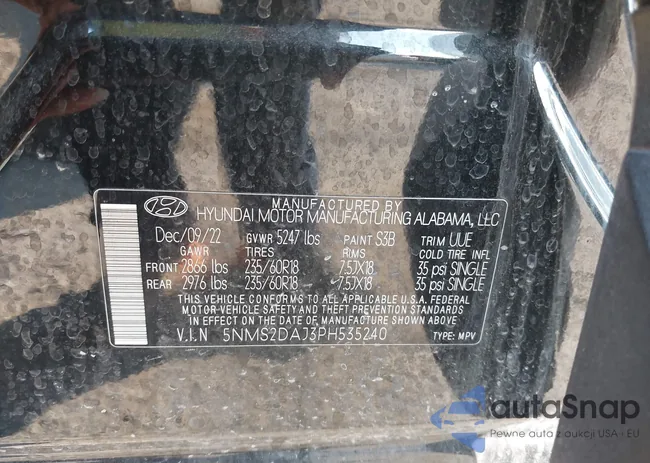 MANUFACTURED BY
HYUNDAI MOTOR MANUFACTURING ALABAMA, LLC
Dec/09/22 GVWR 5247 lbs PAINT S3B TRIM UUE
GAWR TIRES RIMS COLD TIRE INFL
FRONT 2866 lbs 235/60R18 7.5JX18 35 psi SINGLE
REAR 2976 lbs 235/60R18 7.5JX18 35 psi SINGLE
THIS VEHICLE CONFORMS TO ALL APPLICABLE U.S.A. FEDERAL
MOTOR VEHICLE SAFETY AND THEFT PREVENTION STANDARDS
IN EFFECT ON THE DATE OF MANUFACTURE SHOWN ABOVE.
V.I.N 5NMS2DAJ3PH535240 TYPE: MPV
autoSnap
Pewne auta z aukcji USA i EU